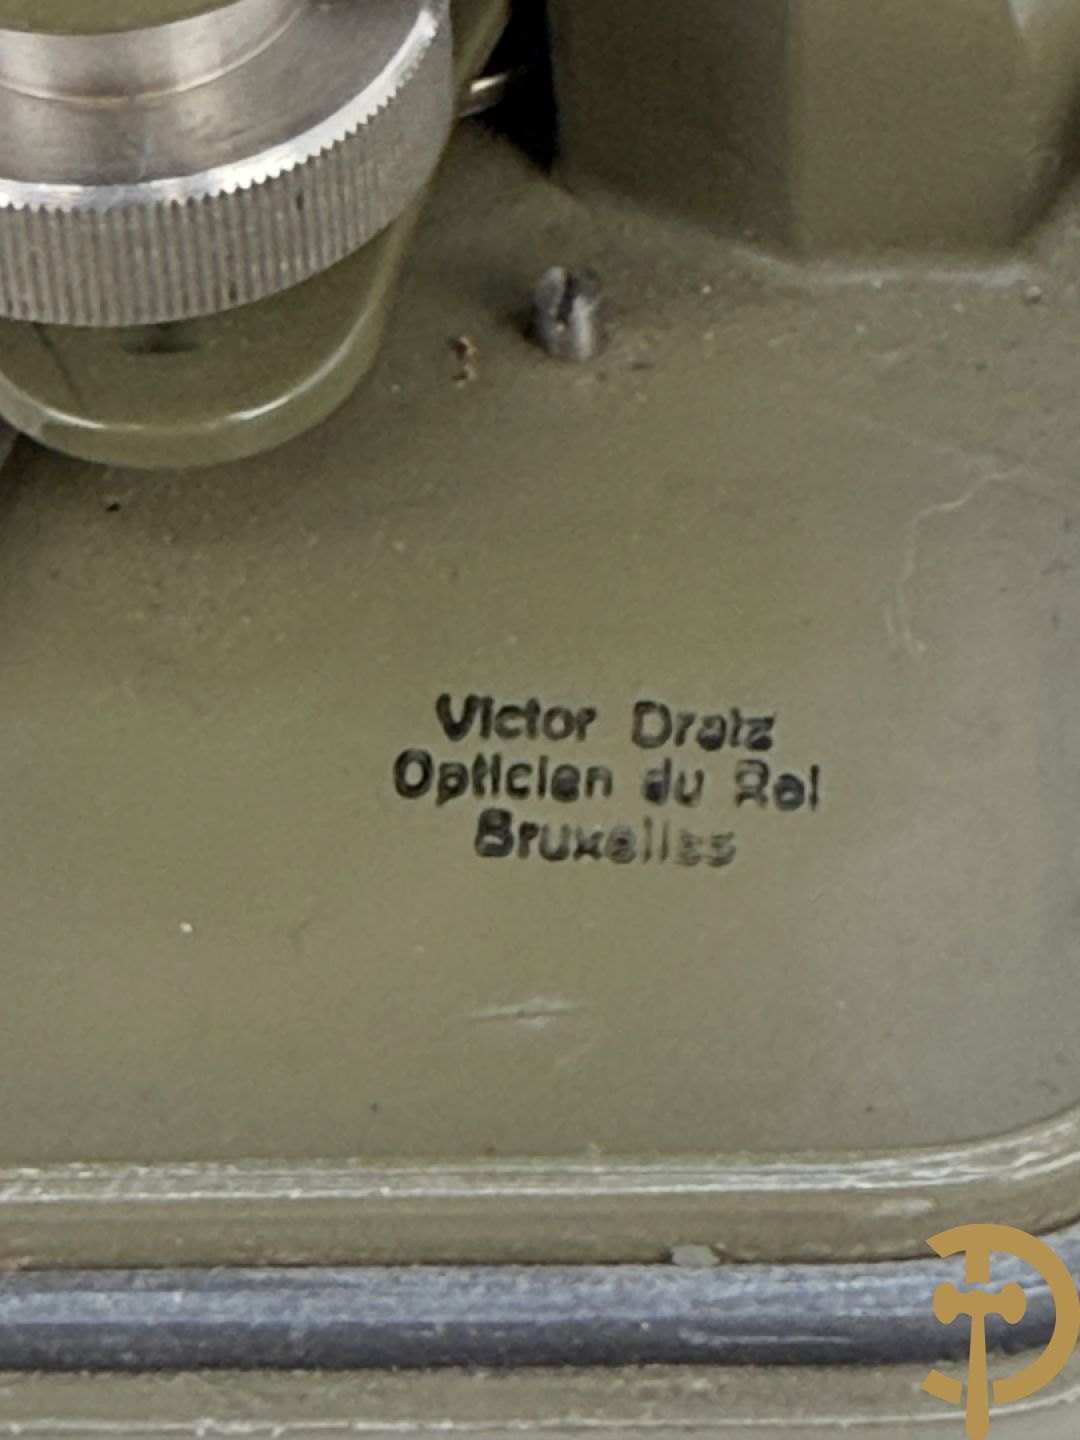 Victor Dratz
Opticien du Roi
Bruxelles